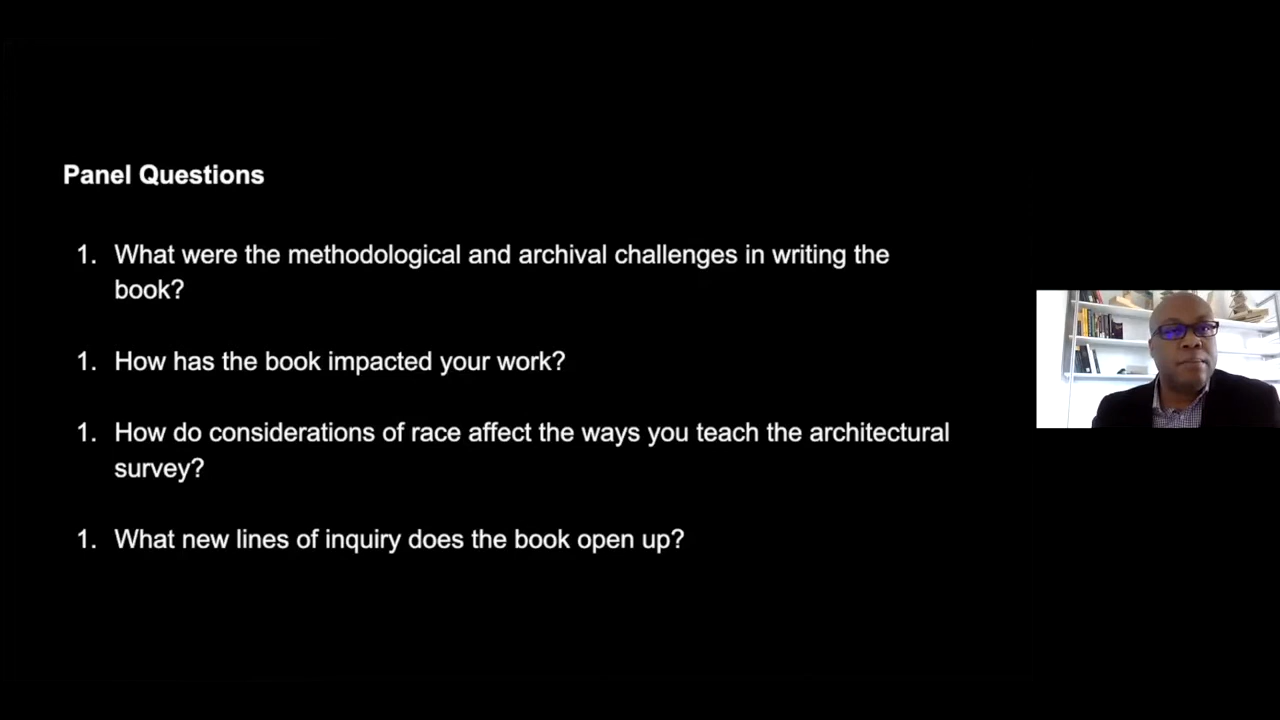 Panel Questions
1. What were the methodological and archival challenges in writing the
book?
1. How has the book impacted your work?
1. How do considerations of race affect the ways you teach the architectural
survey?
1. What new lines of inquiry does the book open up?